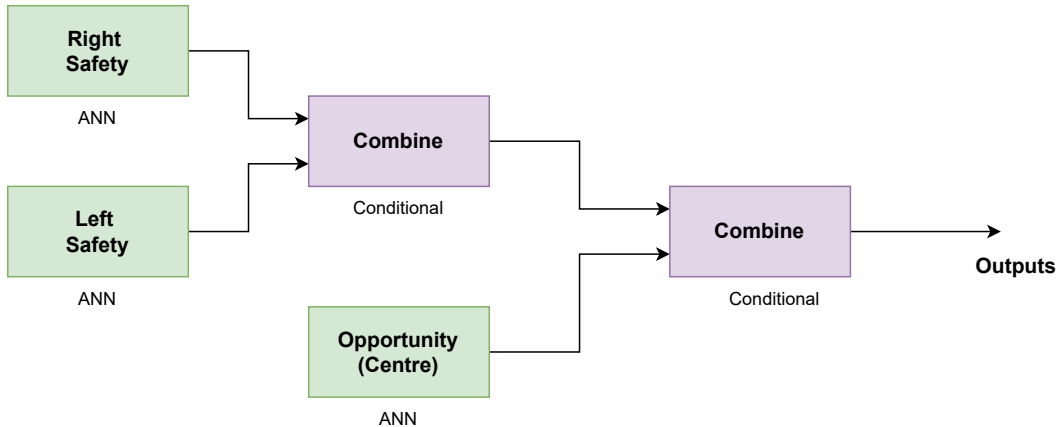 Right
Safety
ANN
Combine
Conditional
Left
Safety
ANN
Combine
Conditional
Outputs
Opportunity
(Centre)
ANN